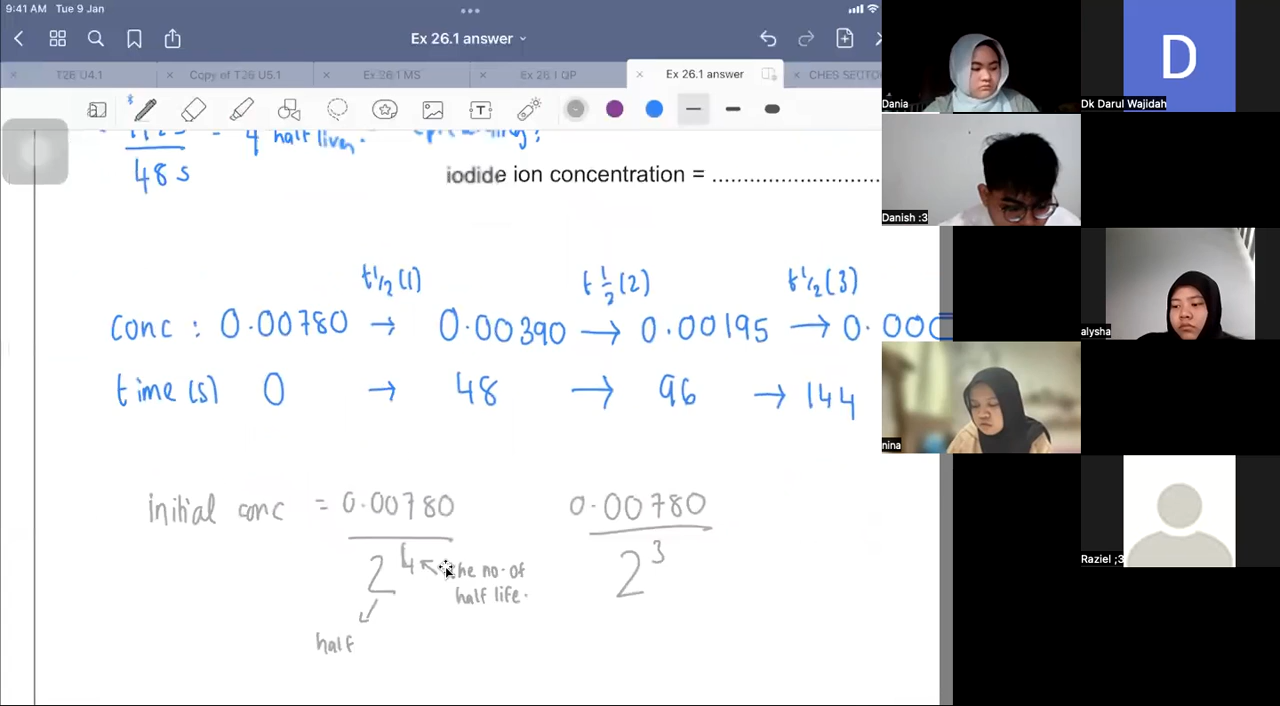 9:41 AM Tue 9 Jan
Ex 26.1 answer
T26 U4.1
Copy of T26 U5.1
Ex 26.1 MS
Ex 26.1 QP
Ex 26.1 answer
48 s
4 half lives.
iodide ion concentration = ...........................
t½(1) t½(2) t½(3)
conc : 0.00780 → 0.00390 → 0.00195 → 0.00
time (s) 0 → 48 → 96 → 144
initial conc = 0.00780 0.00780
2⁴ ← the no. of 2³
half life.
half
Dania
D
Dk Darul Wajidah
Danish :3
alysha
nina
Raziel ;3